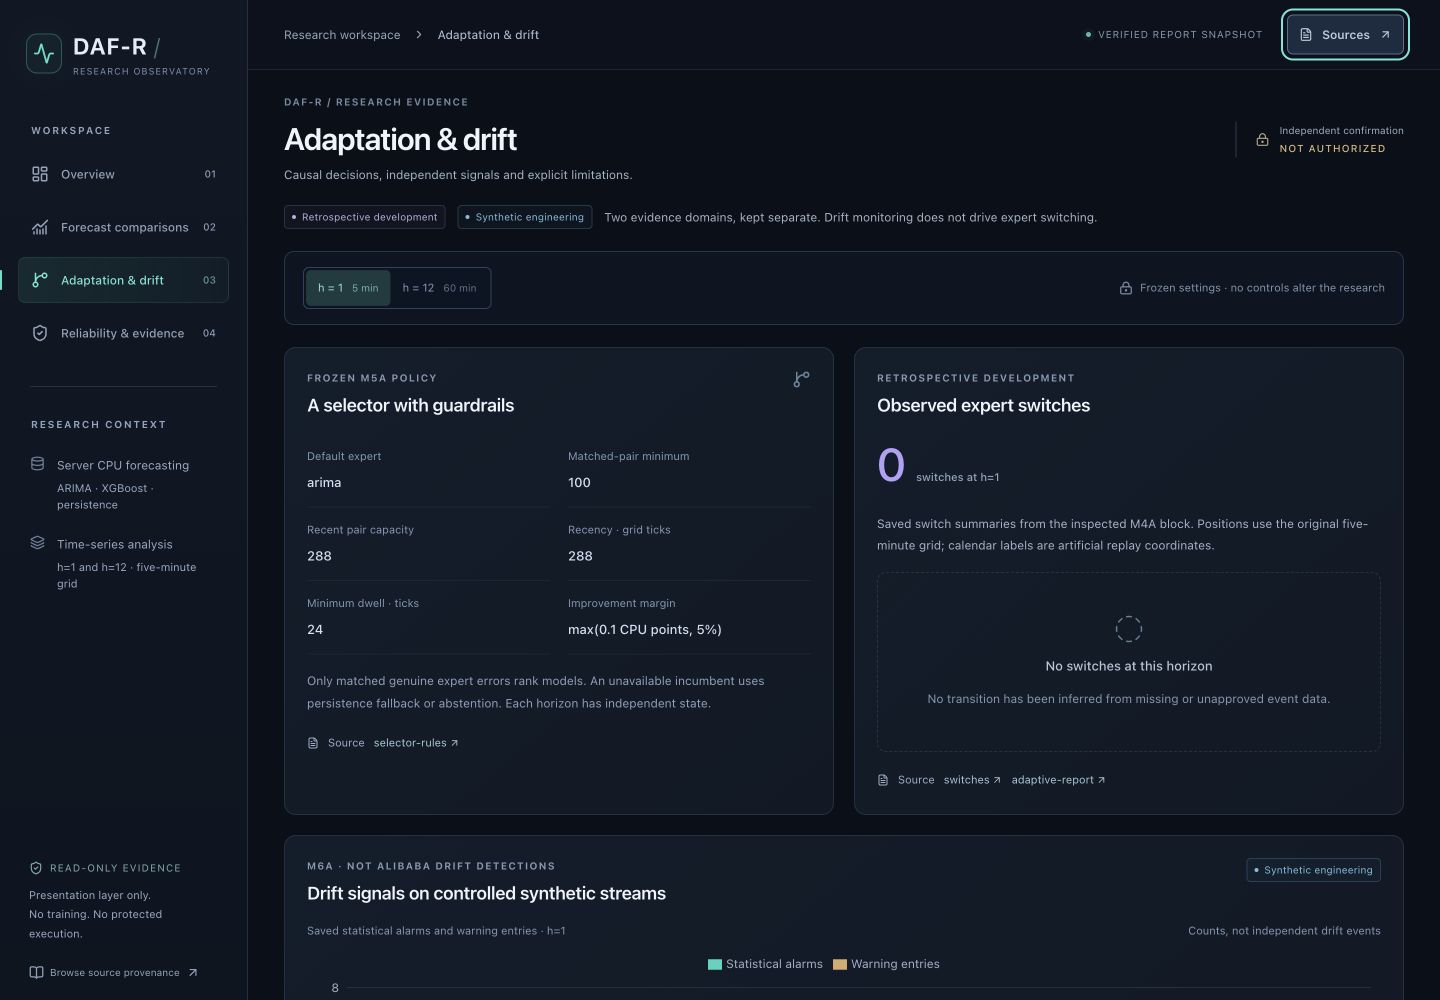 DAF-R /
RESEARCH OBSERVATORY
WORKSPACE
Overview 01
Forecast comparisons 02
Adaptation & drift 03
Reliability & evidence 04
RESEARCH CONTEXT
Server CPU forecasting
ARIMA · XGBoost ·
persistence
Time-series analysis
h=1 and h=12 · five-minute
grid
READ-ONLY EVIDENCE
Presentation layer only.
No training. No protected
execution.
Browse source provenance
Research workspace > Adaptation & drift
VERIFIED REPORT SNAPSHOT
Sources
DAF-R / RESEARCH EVIDENCE
Adaptation & drift
Causal decisions, independent signals and explicit limitations.
Independent confirmation
NOT AUTHORIZED
Retrospective development
Synthetic engineering
Two evidence domains, kept separate. Drift monitoring does not drive expert switching.
h = 1 5 min
h = 12 60 min
Frozen settings · no controls alter the research
FROZEN M5A POLICY
A selector with guardrails
Default expert
arima
Matched-pair minimum
100
Recent pair capacity
288
Recency · grid ticks
288
Minimum dwell · ticks
24
Improvement margin
max(0.1 CPU points, 5%)
Only matched genuine expert errors rank models. An unavailable incumbent uses
persistence fallback or abstention. Each horizon has independent state.
Source selector-rules
RETROSPECTIVE DEVELOPMENT
Observed expert switches
0 switches at h=1
Saved switch summaries from the inspected M4A block. Positions use the original five-
minute grid; calendar labels are artificial replay coordinates.
No switches at this horizon
No transition has been inferred from missing or unapproved event data.
Source switches adaptive-report
M6A · NOT ALIBABA DRIFT DETECTIONS
Drift signals on controlled synthetic streams
Synthetic engineering
Saved statistical alarms and warning entries · h=1
Counts, not independent drift events
Statistical alarms Warning entries
8